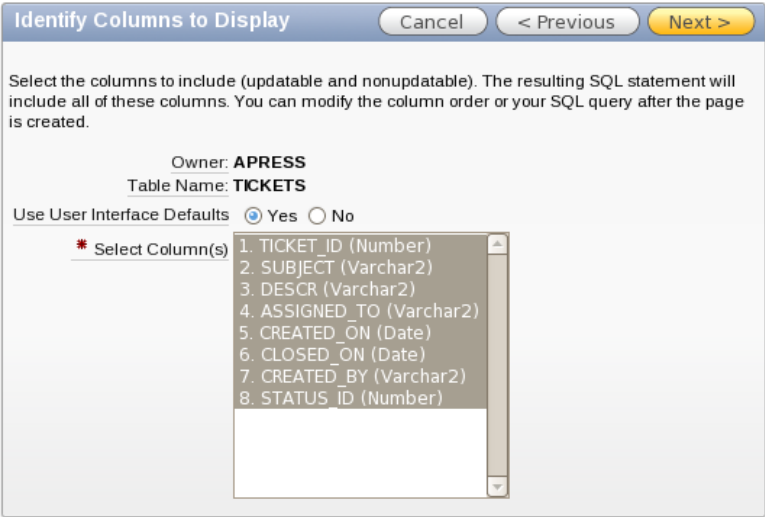 Identify Columns to Display
Cancel
< Previous
Next >
Select the columns to include (updatable and nonupdatable). The resulting SQL statement will
include all of these columns. You can modify the column order or your SQL query after the page
is created.
Owner: APRESS
Table Name: TICKETS
Use User Interface Defaults Yes No
* Select Column(s)
1. TICKET_ID (Number)
2. SUBJECT (Varchar2)
3. DESCR (Varchar2)
4. ASSIGNED_TO (Varchar2)
5. CREATED_ON (Date)
6. CLOSED_ON (Date)
7. CREATED_BY (Varchar2)
8. STATUS_ID (Number)